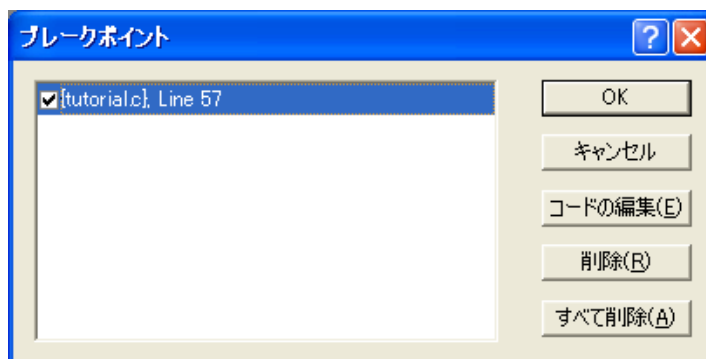 ブレークポイント
{tutorial.c}, Line 57
OK
キャンセル
コードの編集(E)
削除(R)
すべて削除(A)